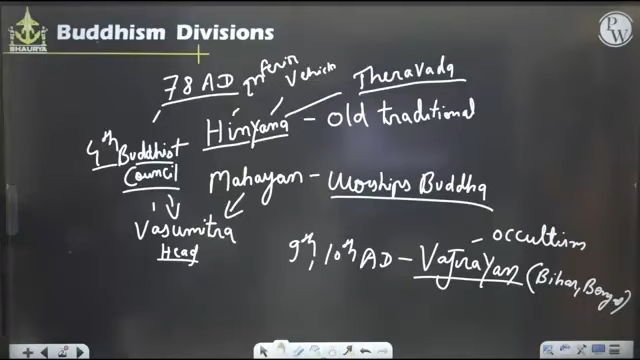 Buddhism Divisions
SHAURYA
PW
78 AD
Inferior Vehicle
Theravada
Hinyana - Old traditional
4th Buddhist Council
Mahayan - Worships Buddha
Vasumitra
Head
- occultism
9th, 10th AD - Vajrayan (Bihar, Bengal)